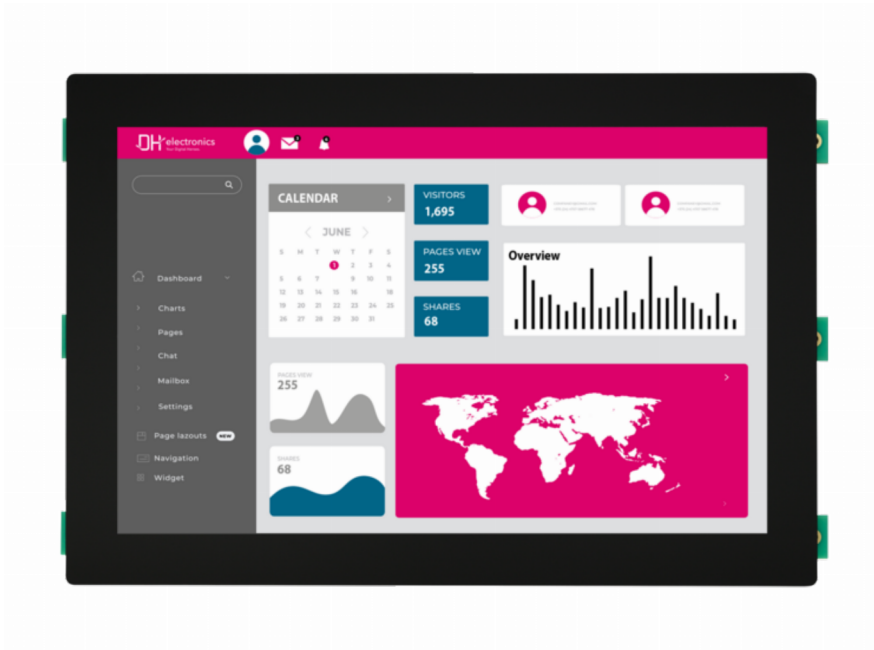 DH electronics
CALENDAR
JUNE
S M T W T F S
1 2 3 4
5 6 7 9 10 11
12 13 14 15 16 18
19 20 21 22 23 24 25
26 27 28 29 30 31
VISITORS
1,695
PAGES VIEW
255
SHARES
68
Overview
Dashboard
Charts
Pages
Chat
Mailbox
Settings
Page lazouts NEW
Navigation
Widget
PAGES VIEW
255
SHARES
68